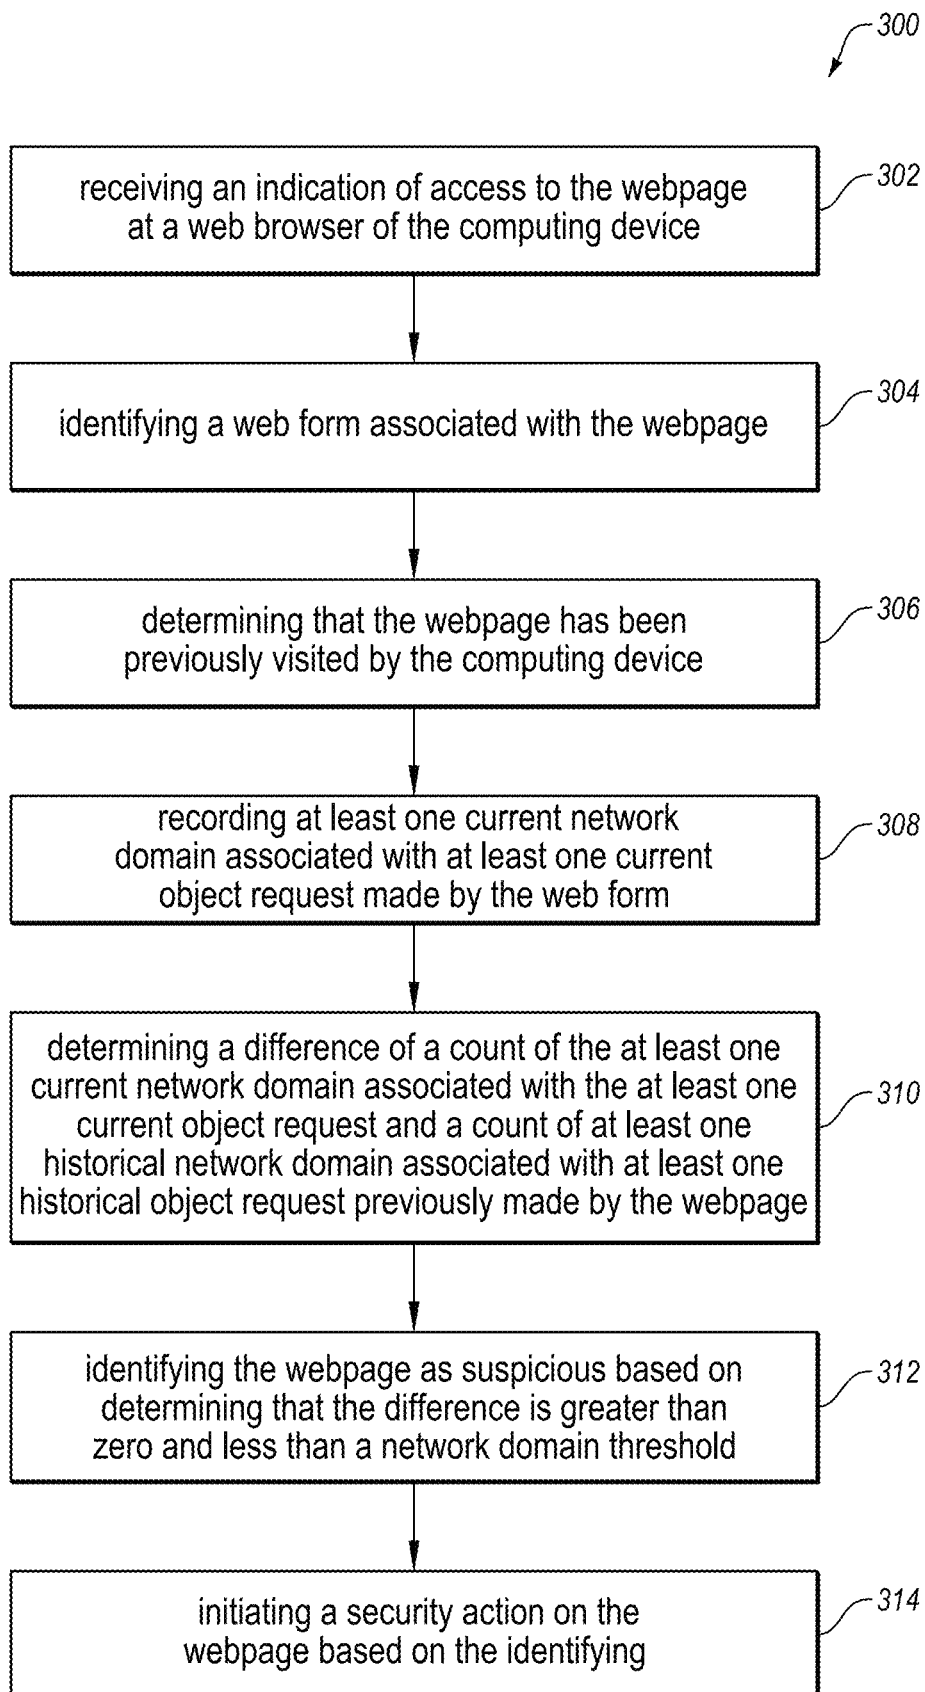 300
receiving an indication of access to the webpage
at a web browser of the computing device
302
identifying a web form associated with the webpage
304
determining that the webpage has been
previously visited by the computing device
306
recording at least one current network
domain associated with at least one current
object request made by the web form
308
determining a difference of a count of the at least one
current network domain associated with the at least one
current object request and a count of at least one
historical network domain associated with at least one
historical object request previously made by the webpage
310
identifying the webpage as suspicious based on
determining that the difference is greater than
zero and less than a network domain threshold
312
initiating a security action on the
webpage based on the identifying
314